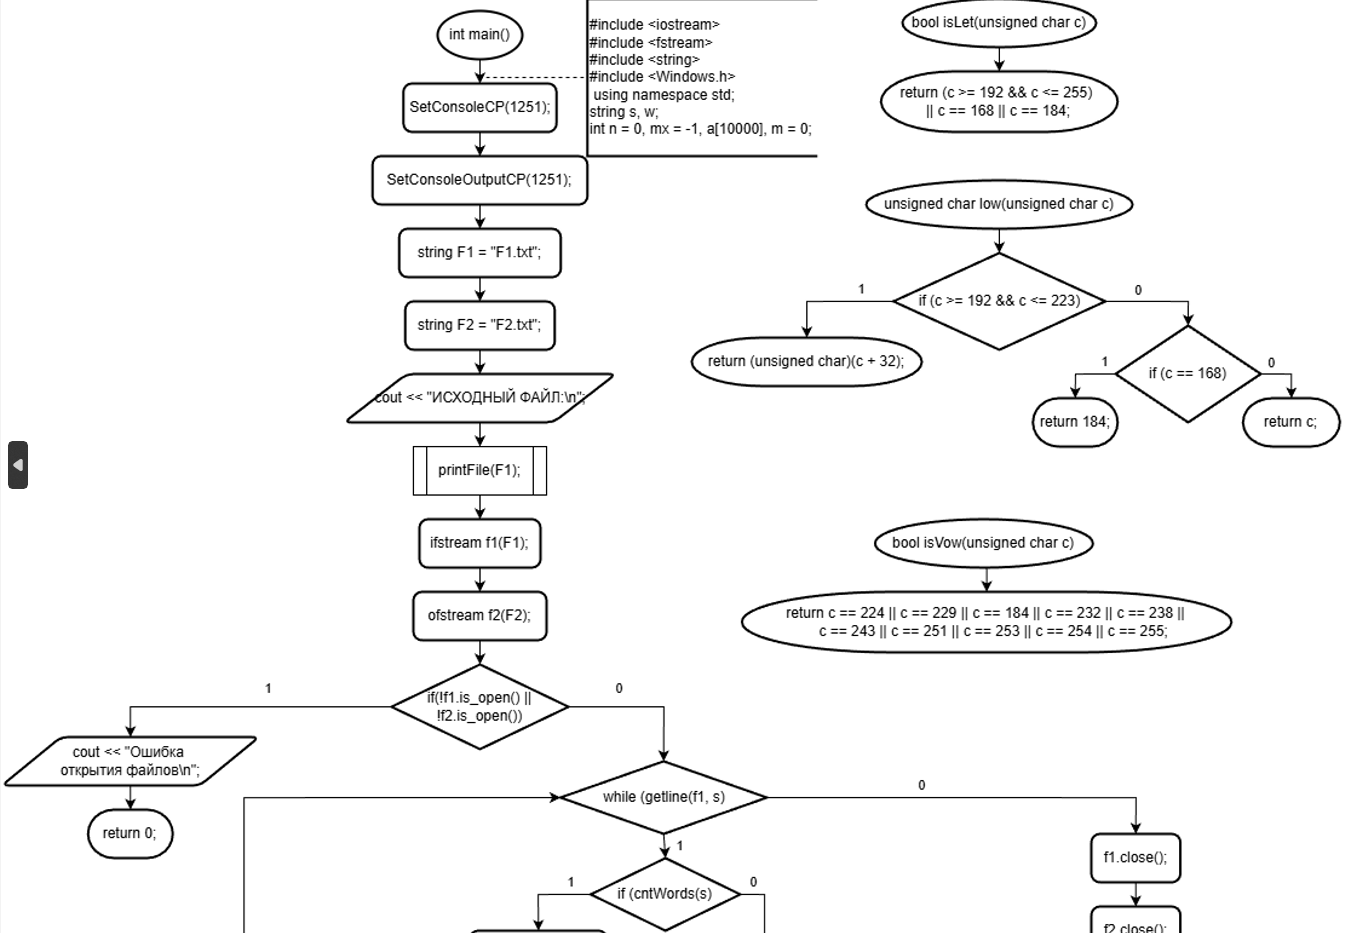 int main()
#include <iostream>
#include <fstream>
#include <string>
#include <Windows.h>
using namespace std;
string s, w;
int n = 0, mx = -1, a[10000], m = 0;
SetConsoleCP(1251);
SetConsoleOutputCP(1251);
string F1 = "F1.txt";
string F2 = "F2.txt";
cout << "ИСХОДНЫЙ ФАЙЛ:\n";
printFile(F1);
ifstream f1(F1);
ofstream f2(F2);
if(!f1.is_open() ||
!f2.is_open())
1
0
cout << "Ошибка
открытия файлов\n";
return 0;
while (getline(f1, s)
0
1
if (cntWords(s)
1
0
f1.close();
f2.close();
bool isLet(unsigned char c)
return (c >= 192 && c <= 255)
|| c == 168 || c == 184;
unsigned char low(unsigned char c)
if (c >= 192 && c <= 223)
1
0
return (unsigned char)(c + 32);
if (c == 168)
1
0
return 184;
return c;
bool isVow(unsigned char c)
return c == 224 || c == 229 || c == 184 || c == 232 || c == 238 ||
c == 243 || c == 251 || c == 253 || c == 254 || c == 255;